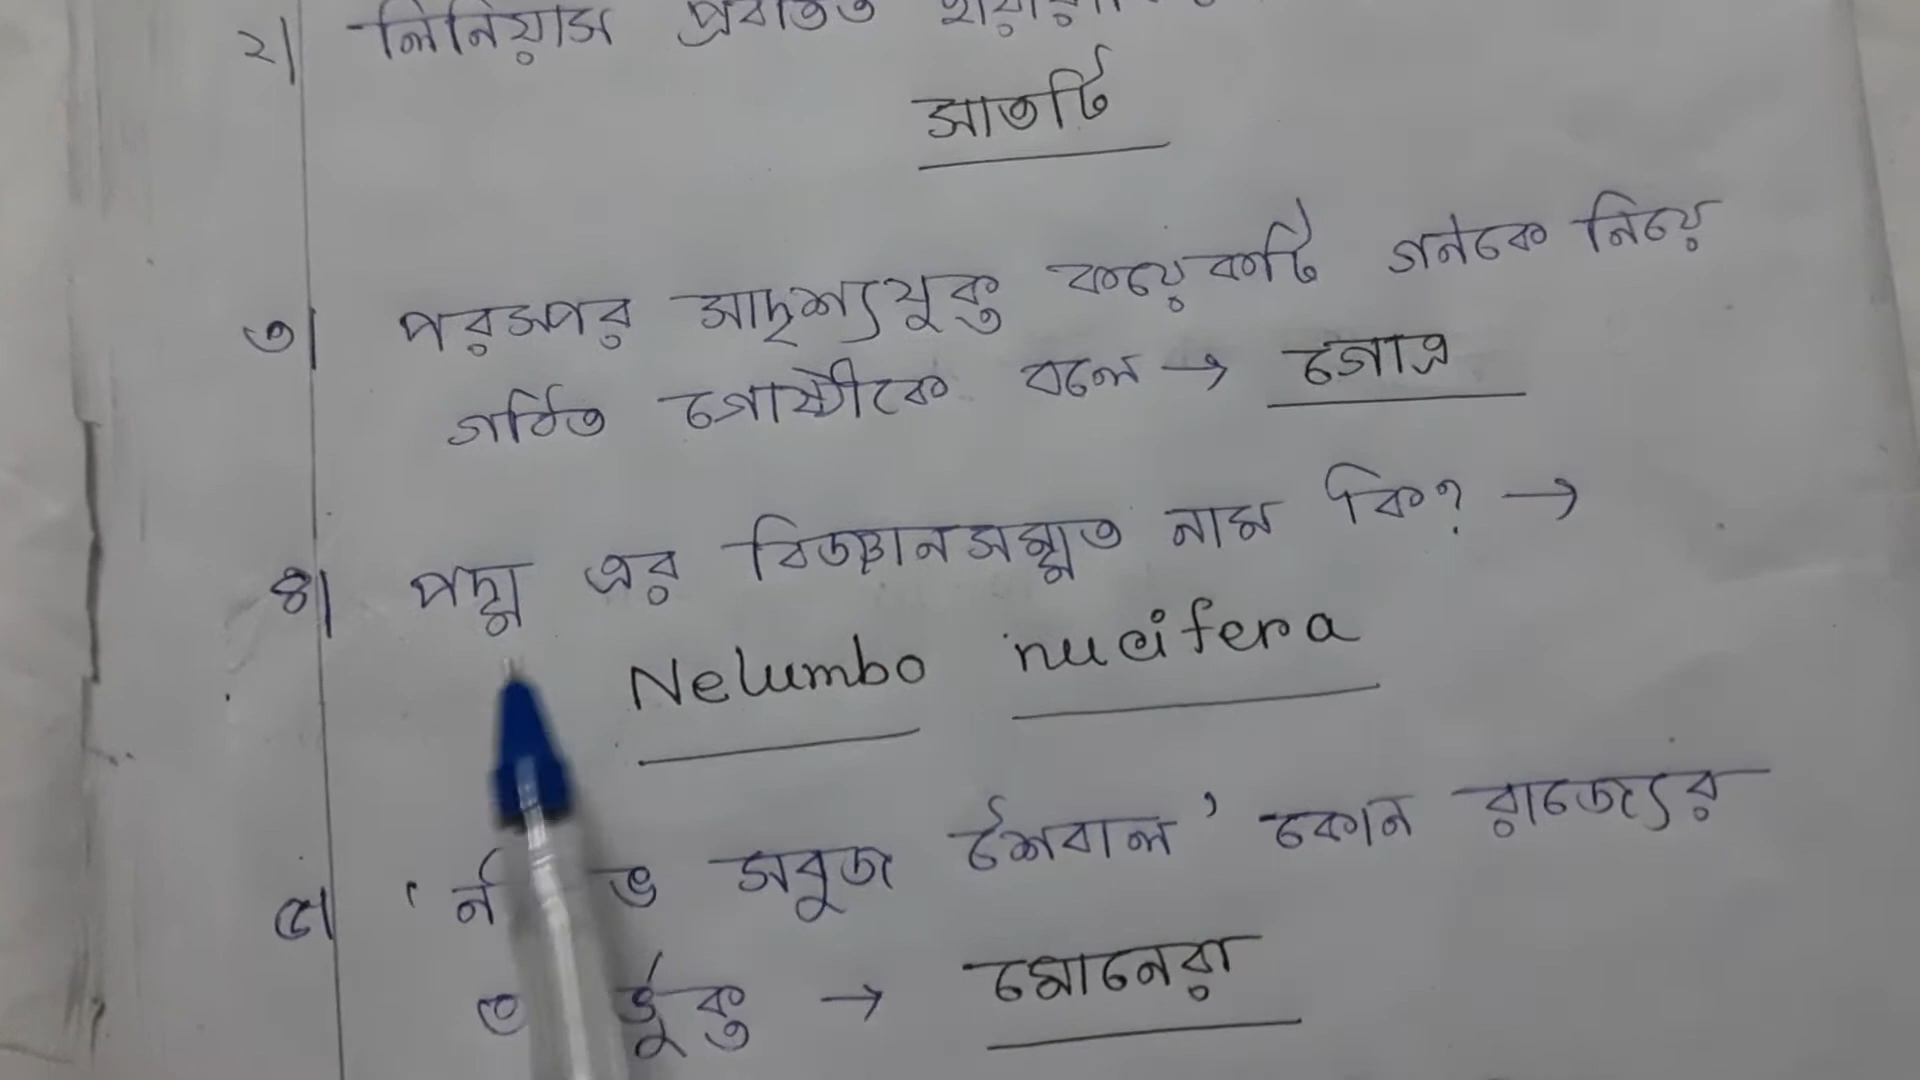 ২। লিনিয়াস প্রবর্তিত
সাতটি
৩। পরস্পর সাদৃশ্যযুক্ত কয়েকটি গনকে নিয়ে
গঠিত গোষ্ঠীকে বলে → গোত্র
৪। পদ্ম এর বিজ্ঞানসম্মত নাম কি? →
Nelumbo nucifera
৫। সবুজ শৈবাল' কোন রাজ্যের
→ মোনেরা